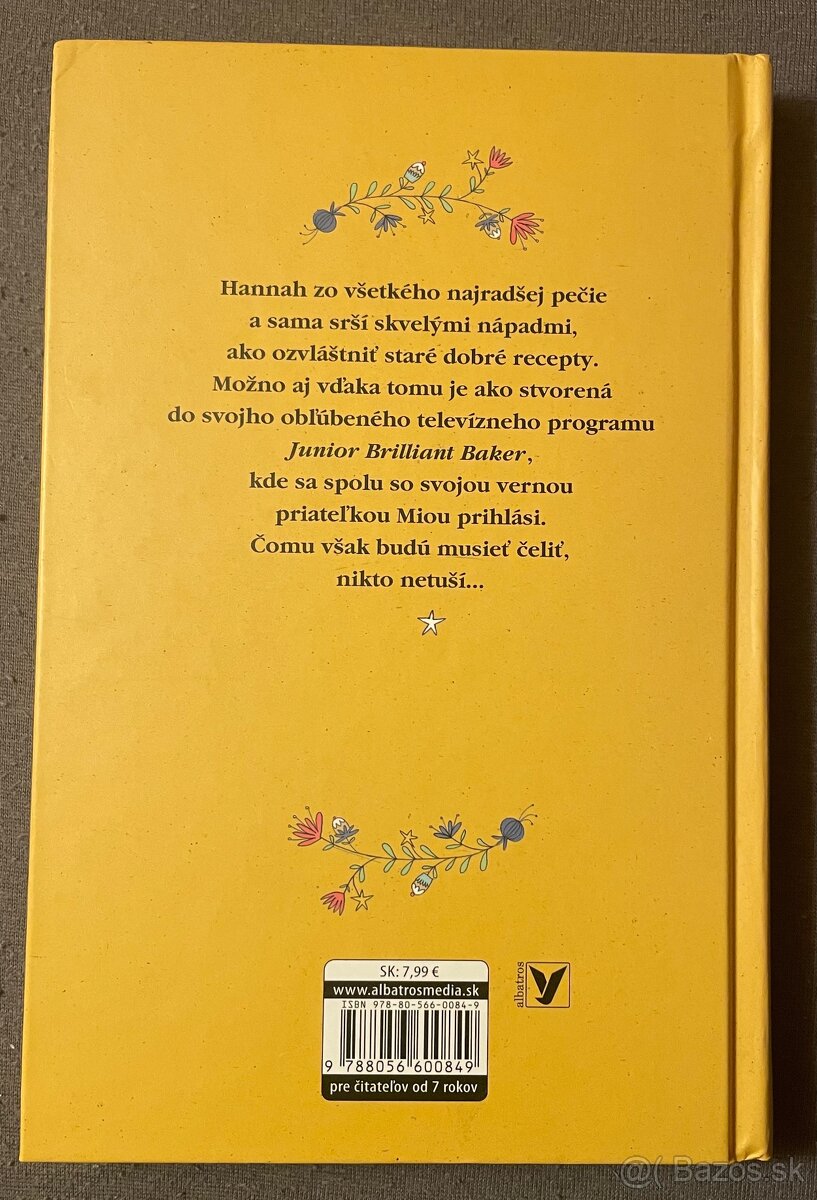 Hannah zo všetkého najradšej pečie
a sama srší skvelými nápadmi,
ako ozvláštniť staré dobré recepty.
Možno aj vďaka tomu je ako stvorená
do svojho obľúbeného televízneho programu
Junior Brilliant Baker,
kde sa spolu so svojou vernou
priateľkou Miou prihlási.
Čomu však budú musieť čeliť,
nikto netuší...
SK: 7,99 €
www.albatrosmedia.sk
ISBN 978-80-566-0084-9
9 788056 600849
pre čitateľov od 7 rokov
albatros
@( Bazos.sk